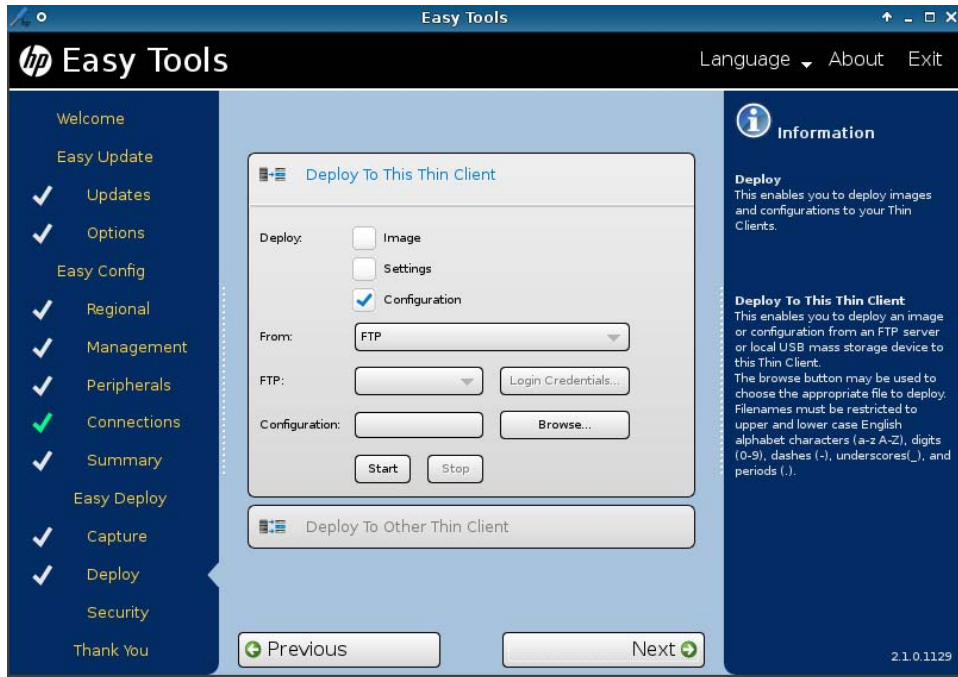 Easy Tools
hp Easy Tools
Language About Exit
Welcome
Easy Update
Updates
Options
Easy Config
Regional
Management
Peripherals
Connections
Summary
Easy Deploy
Capture
Deploy
Security
Thank You
Deploy To This Thin Client
Deploy: Image
Settings
Configuration
From: FTP
FTP: Login Credentials...
Configuration: Browse...
Start Stop
Deploy To Other Thin Client
Previous Next
Information
Deploy
This enables you to deploy images
and configurations to your Thin
Clients.
Deploy To This Thin Client
This enables you to deploy an image
or configuration from an FTP server
or local USB mass storage device to
this Thin Client.
The browse button may be used to
choose the appropriate file to deploy.
Filenames must be restricted to
upper and lower case English
alphabet characters (a-z A-Z), digits
(0-9), dashes (-), underscores(_), and
periods (.).
2.1.0.1129